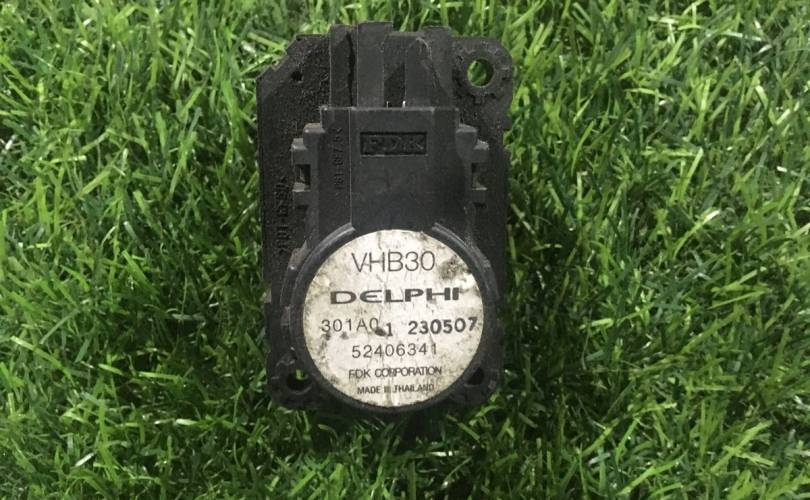 FDK
VHB30
DELPHI
301A0 1 230507
52406341
FDK CORPORATION
MADE IN THAILAND